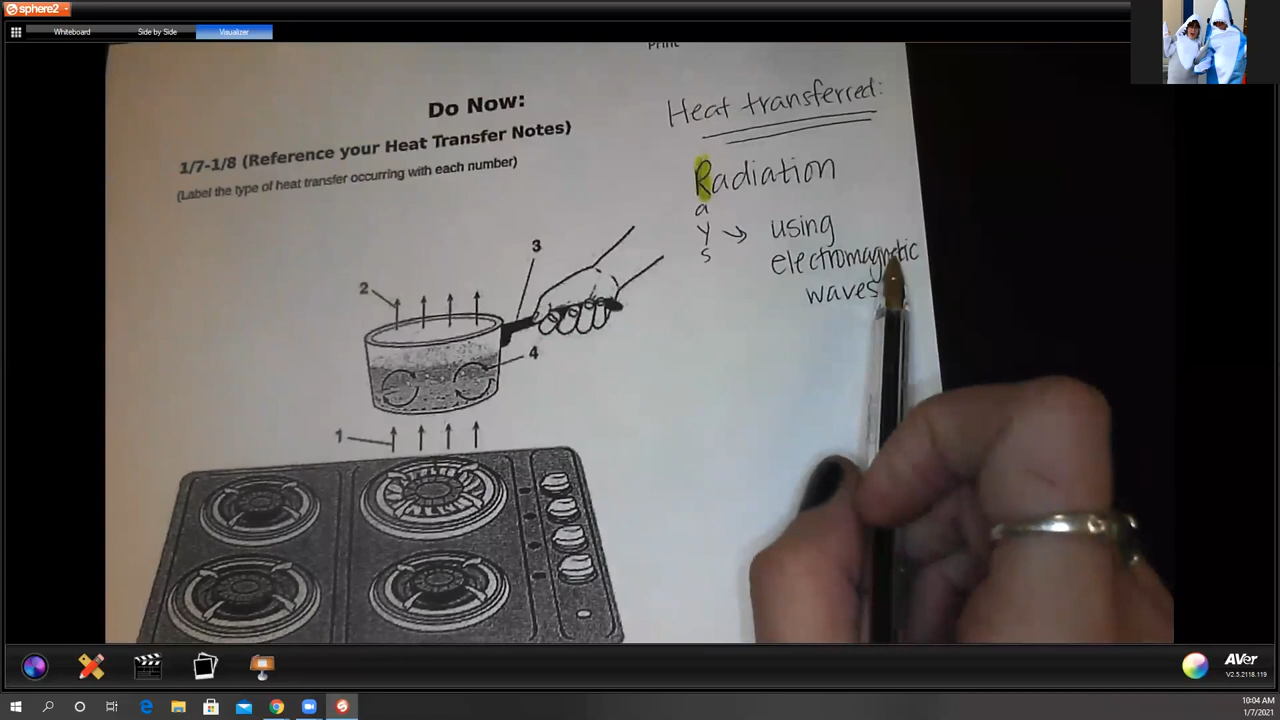 sphere2
Whiteboard
Side by Side
Visualizer
Print
Do Now:
1/7-1/8 (Reference your Heat Transfer Notes)
(Label the type of heat transfer occurring with each number)
3
2
4
1
Heat transferred:
Radiation
a
y → using
s
electromagnetic
waves
AVer
V2.5.2118.119
10:04 AM
1/7/2021